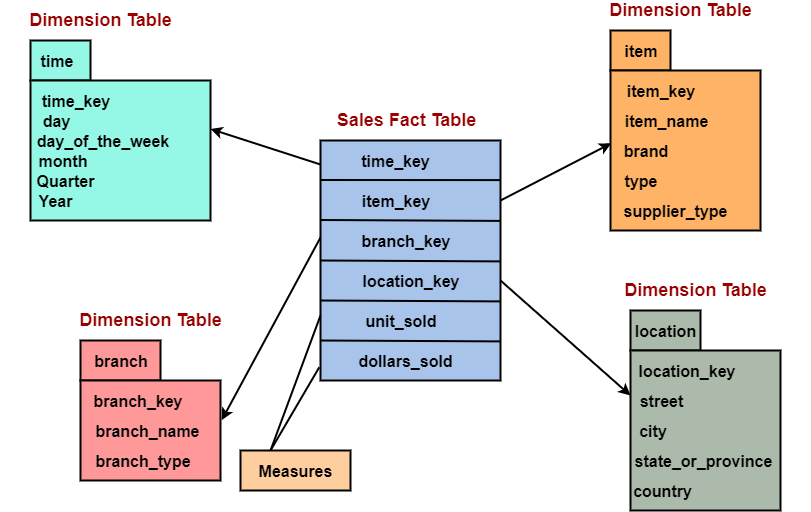 Dimension Table
time
time_key
day
day_of_the_week
month
Quarter
Year
Sales Fact Table
time_key
item_key
branch_key
location_key
unit_sold
dollars_sold
Dimension Table
item
item_key
item_name
brand
type
supplier_type
Dimension Table
branch
branch_key
branch_name
branch_type
Measures
Dimension Table
location
location_key
street
city
state_or_province
country